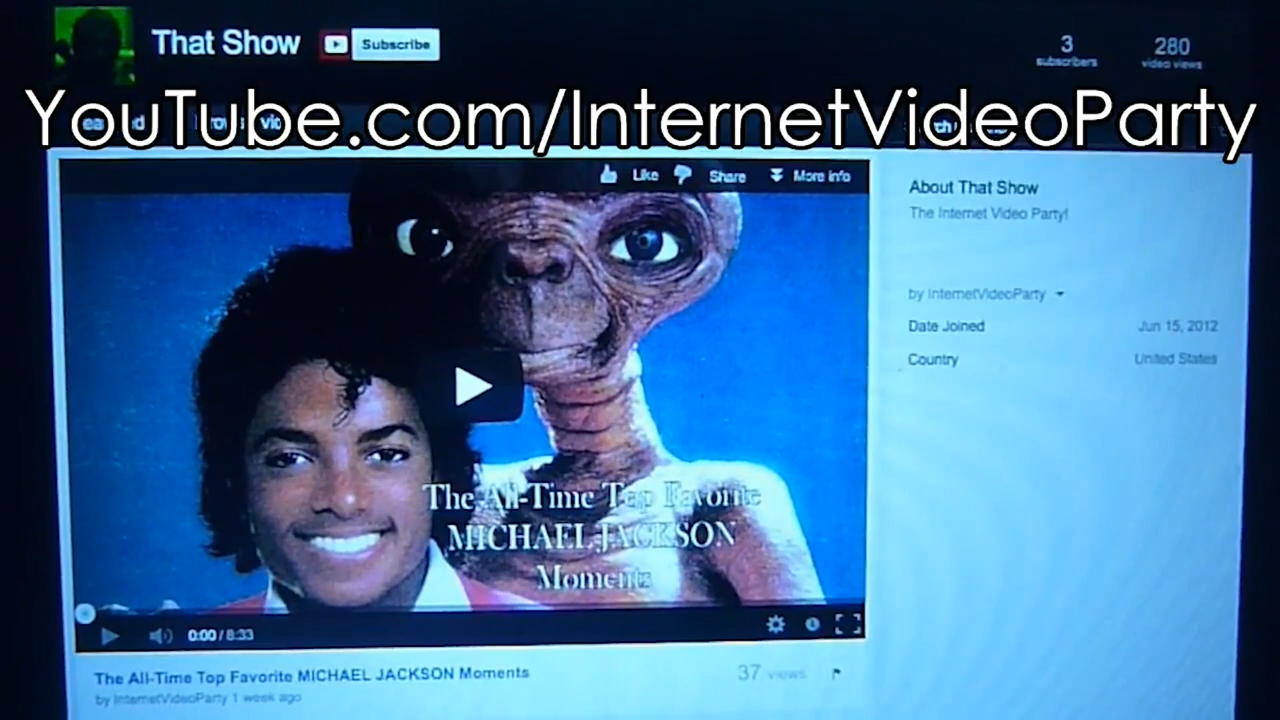 That Show
Subscribe
3
subscribers
280
video views
YouTube.com/InternetVideoParty
Like
Share
More info
About That Show
The Internet Video Party!
by InternetVideoParty
Date Joined
Jun 15, 2012
Country
United States
The All-Time Top Favorite
MICHAEL JACKSON
Moments
0:00 / 8:33
The All-Time Top Favorite MICHAEL JACKSON Moments
37 views
by InternetVideoParty 1 week ago